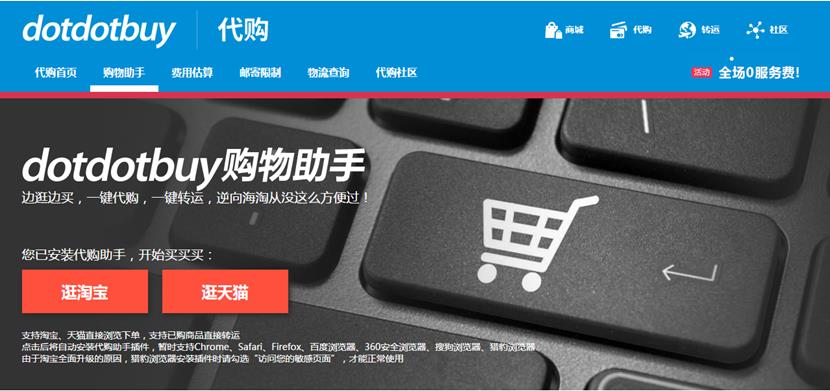 dotdotbuy 代购
商城 代购 转运 社区
代购首页 购物助手 费用估算 邮寄限制 物流查询 代购社区 活动 全场0服务费!
dotdotbuy购物助手
边逛边买，一键代购，一键转运，逆向海淘从没这么方便过！
您已安装代购助手，开始买买买：
逛淘宝 逛天猫
支持淘宝、天猫直接浏览下单，支持已购商品直接转运
点击后将自动安装代购助手插件，暂时支持Chrome、Safari、Firefox、百度浏览器、360安全浏览器、搜狗浏览器、猎豹浏览器
由于淘宝全面升级的原因，猎豹浏览器安装插件时请勾选“访问您的敏感页面”，才能正常使用